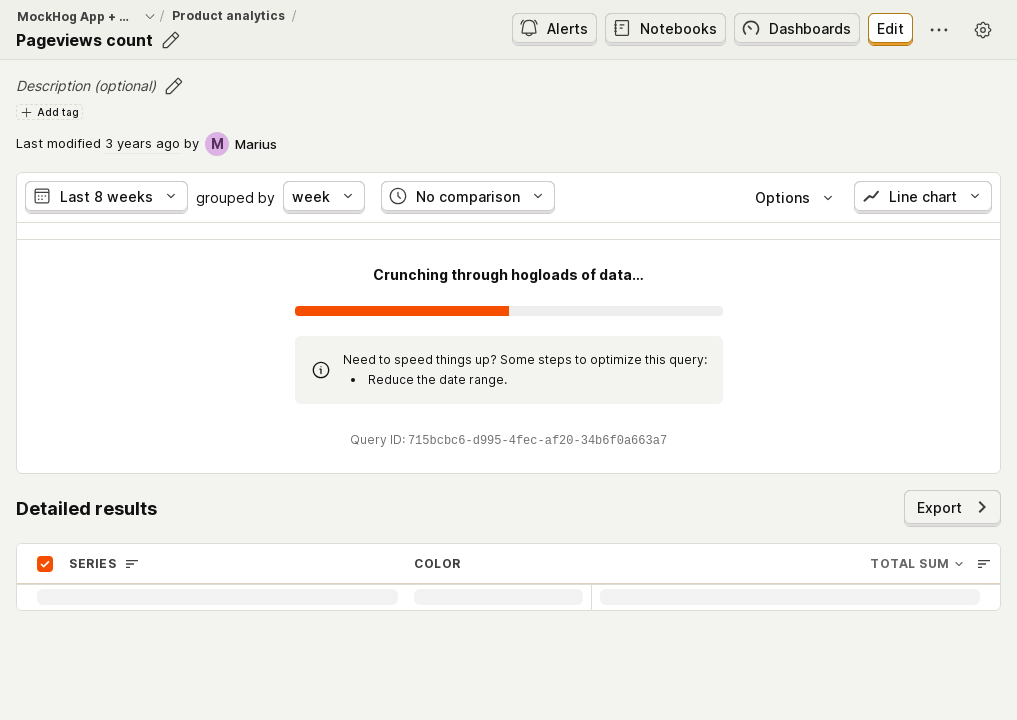 MockHog App + ... / Product analytics /
Pageviews count
Alerts Notebooks Dashboards Edit
Description (optional)
Add tag
Last modified 3 years ago by M Marius
Last 8 weeks grouped by week No comparison Options Line chart
Crunching through hogloads of data...
Need to speed things up? Some steps to optimize this query:
• Reduce the date range.
Query ID: 715bcbc6-d995-4fec-af20-34b6f0a663a7
Detailed results
Export
SERIES COLOR TOTAL SUM